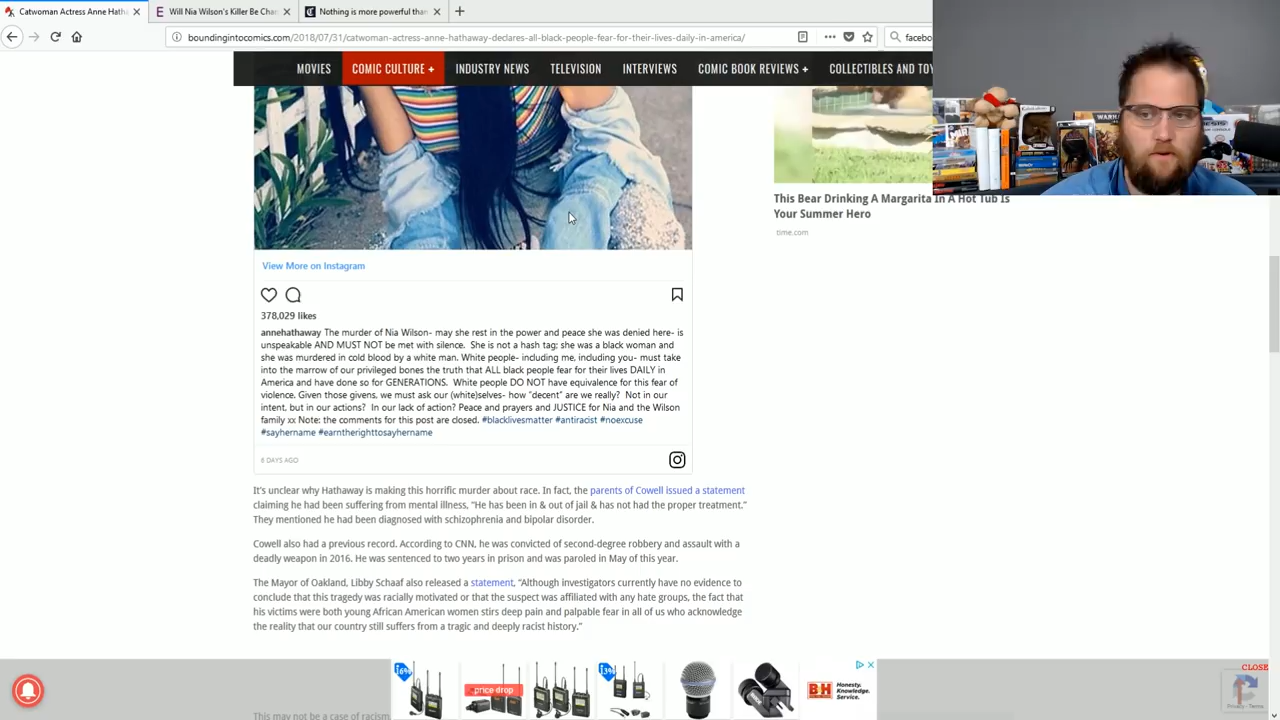 Catwoman Actress Anne Hath
Will Nia Wilson's Killer Be Char
Nothing is more powerful than
boundingintocomics.com/2018/07/31/catwoman-actress-anne-hathaway-declares-all-black-people-fear-for-their-lives-daily-in-america/
facebo
MOVIES COMIC CULTURE + INDUSTRY NEWS TELEVISION INTERVIEWS COMIC BOOK REVIEWS + COLLECTIBLES AND TOY
This Bear Drinking A Margarita In A Hot Tub Is
Your Summer Hero
time.com
View More on Instagram
378,029 likes
annehathaway The murder of Nia Wilson- may she rest in the power and peace she was denied here- is
unspeakable AND MUST NOT be met with silence. She is not a hash tag; she was a black woman and
she was murdered in cold blood by a white man. White people- including me, including you- must take
into the marrow of our privileged bones the truth that ALL black people fear for their lives DAILY in
America and have done so for GENERATIONS. White people DO NOT have equivalence for this fear of
violence. Given those givens, we must ask our (white)selves- how "decent" are we really? Not in our
intent, but in our actions? In our lack of action? Peace and prayers and JUSTICE for Nia and the Wilson
family xx Note: the comments for this post are closed. #blacklivesmatter #antiracist #noexcuse
#sayhername #earntherighttosayhername
6 DAYS AGO
It's unclear why Hathaway is making this horrific murder about race. In fact, the parents of Cowell issued a statement
claiming he had been suffering from mental illness, "He has been in & out of jail & has not had the proper treatment."
They mentioned he had been diagnosed with schizophrenia and bipolar disorder.
Cowell also had a previous record. According to CNN, he was convicted of second-degree robbery and assault with a
deadly weapon in 2016. He was sentenced to two years in prison and was paroled in May of this year.
The Mayor of Oakland, Libby Schaaf also released a statement, "Although investigators currently have no evidence to
conclude that this tragedy was racially motivated or that the suspect was affiliated with any hate groups, the fact that
his victims were both young African American women stirs deep pain and palpable fear in all of us who acknowledge
the reality that our country still suffers from a tragic and deeply racist history."
16%
price drop
13%
B&H
Honesty.
Knowledge.
Service.
CLOSE
Privacy - Terms
This may not be a case of racism